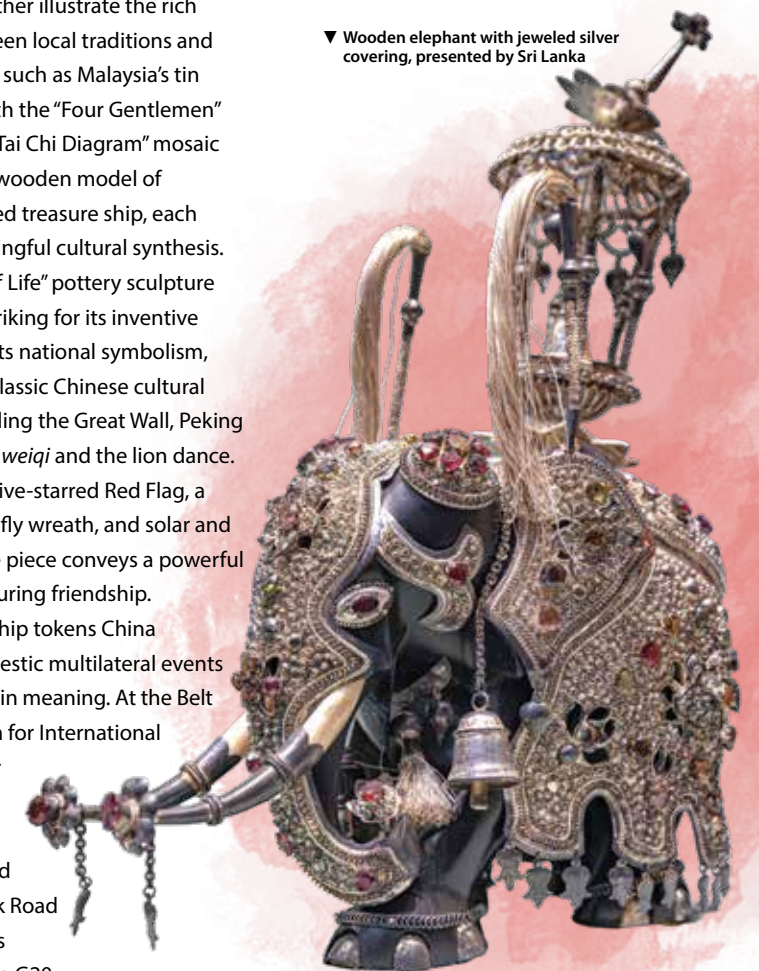 ther illustrate the rich
een local traditions and
such as Malaysia's tin
th the “Four Gentlemen”
Tai Chi Diagram” mosaic
wooden model of
ed treasure ship, each
ngful cultural synthesis.
f Life” pottery sculpture
riking for its inventive
ts national symbolism,
lassic Chinese cultural
ding the Great Wall, Peking
weiqi and the lion dance.
ive-starred Red Flag, a
fly wreath, and solar and
piece conveys a powerful
uring friendship.
hip tokens China
estic multilateral events
in meaning. At the Belt
n for International
d
k Road
s
G20
▼ Wooden elephant with jeweled silver
covering, presented by Sri Lanka